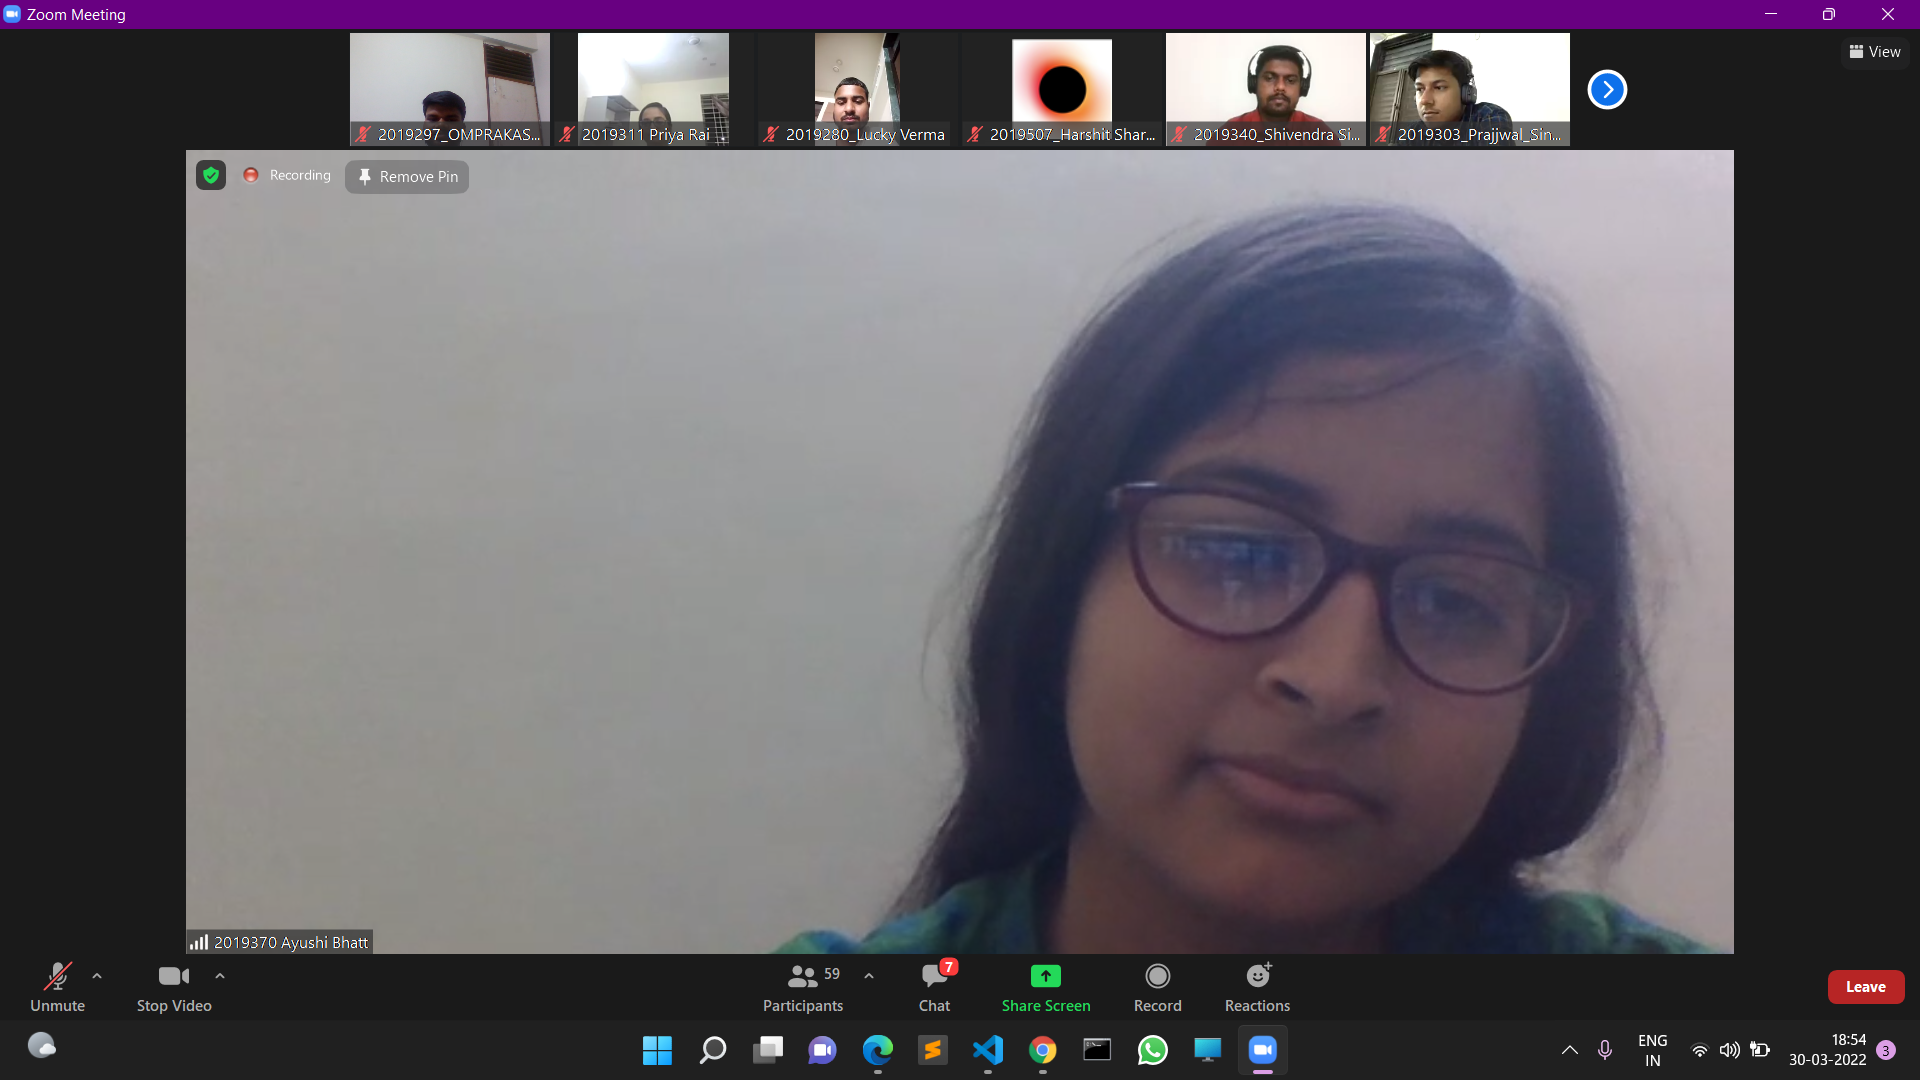 Zoom Meeting
View
2019297_OMPRAKAS...
2019311 Priya Rai ...
2019280_Lucky Verma
2019507_Harshit Shar...
2019340_Shivendra Si...
2019303_Prajjwal_Sin...
Recording
Remove Pin
2019370 Ayushi Bhatt
Unmute
Stop Video
Participants
59
Chat
7
Share Screen
Record
Reactions
Leave
ENG
IN
18:54
30-03-2022
3